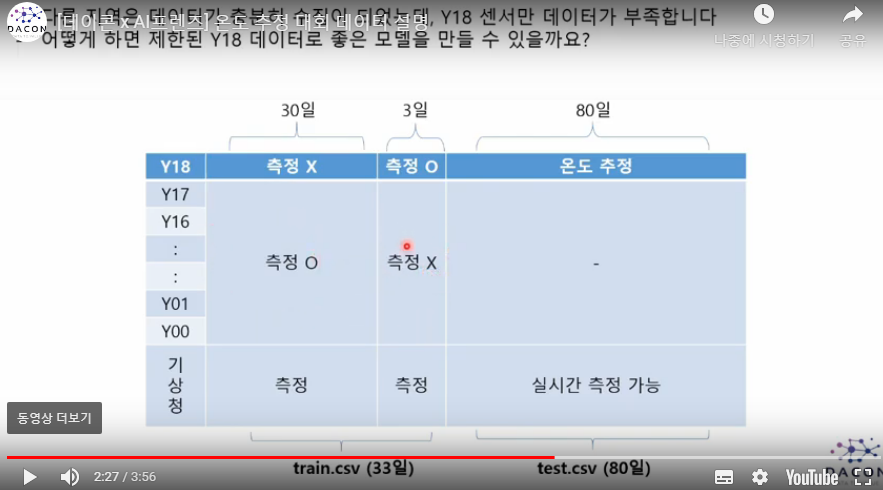 [데이콘 x AI프렌즈] 온도 추정 대회 데이터 설명
다른 지역은 데이터가 충분히 수집이 되었는데, Y18 센서만 데이터가 부족합니다
어떻게 하면 제한된 Y18 데이터로 좋은 모델을 만들 수 있을까요?
DACON
나중에 시청하기
공유
30일
3일
80일
Y18
측정 X
측정 O
온도 추정
Y17
Y16
:
:
Y01
Y00
측정 O
측정 X
-
기
상
청
측정
측정
실시간 측정 가능
동영상 더보기
train.csv (33일)
test.csv (80일)
2:27 / 3:56
YouTube
DACON